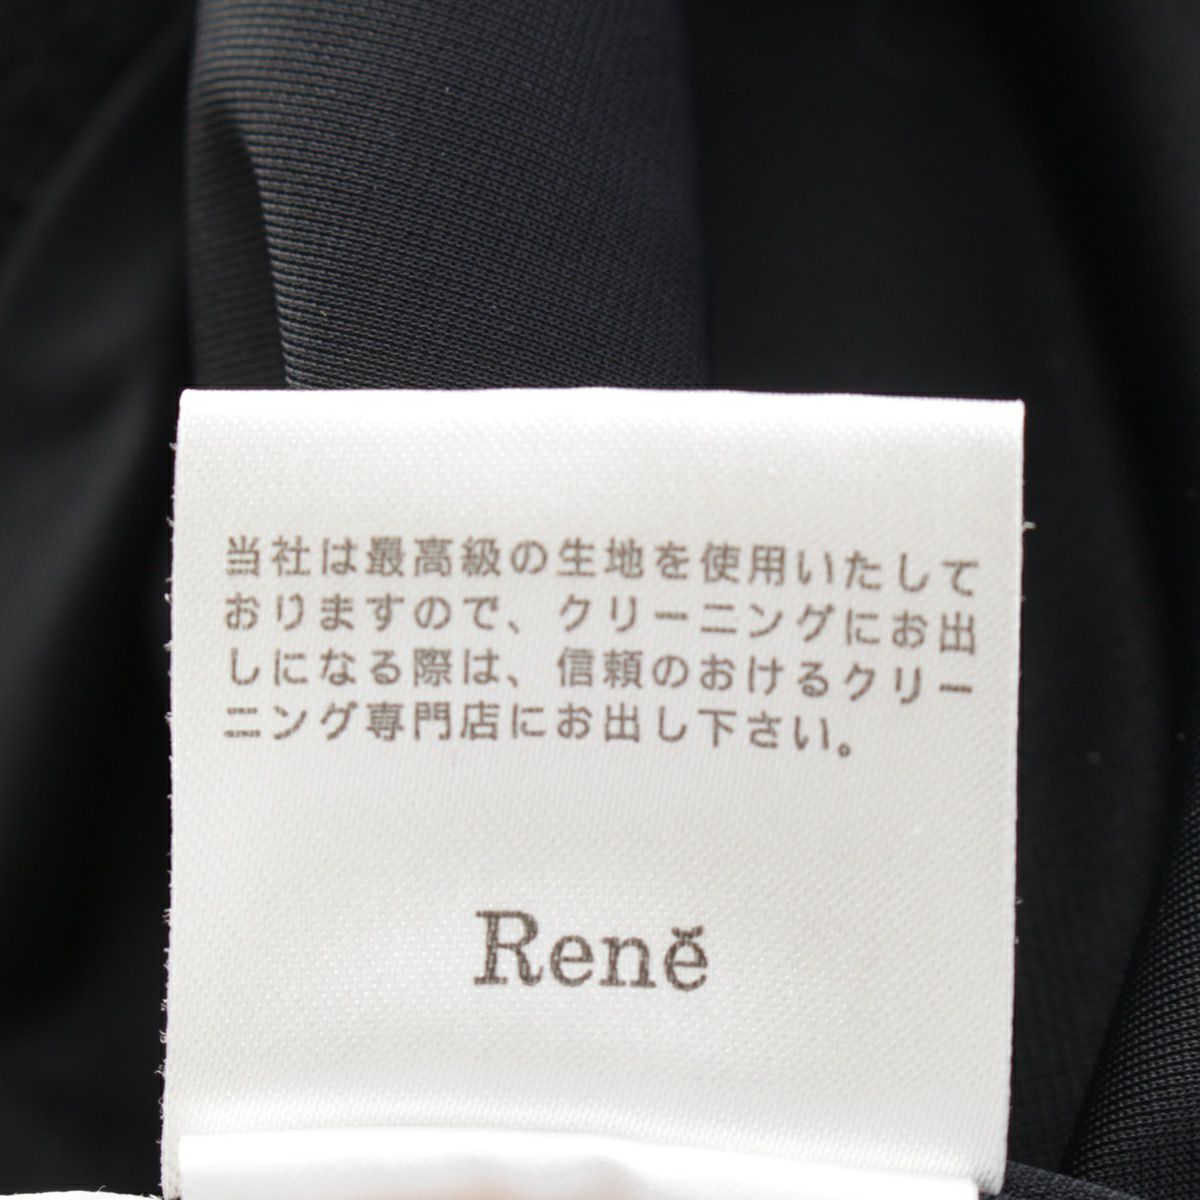 当社は最高級の生地を使用いたして
おりますので、クリーニングにお出
しになる際は、信頼のおけるクリー
ニング専門店にお出し下さい。
Reně